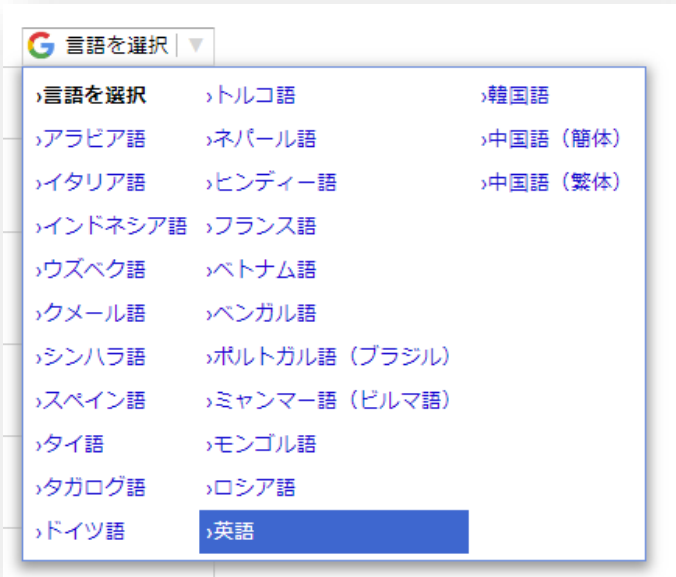 言語を選択 ▼
›言語を選択
›アラビア語
›イタリア語
›インドネシア語
›ウズベク語
›クメール語
›シンハラ語
›スペイン語
›タイ語
›タガログ語
›ドイツ語
›トルコ語
›ネパール語
›ヒンディー語
›フランス語
›ベトナム語
›ベンガル語
›ポルトガル語（ブラジル）
›ミャンマー語（ビルマ語）
›モンゴル語
›ロシア語
›英語
›韓国語
›中国語（簡体）
›中国語（繁体）